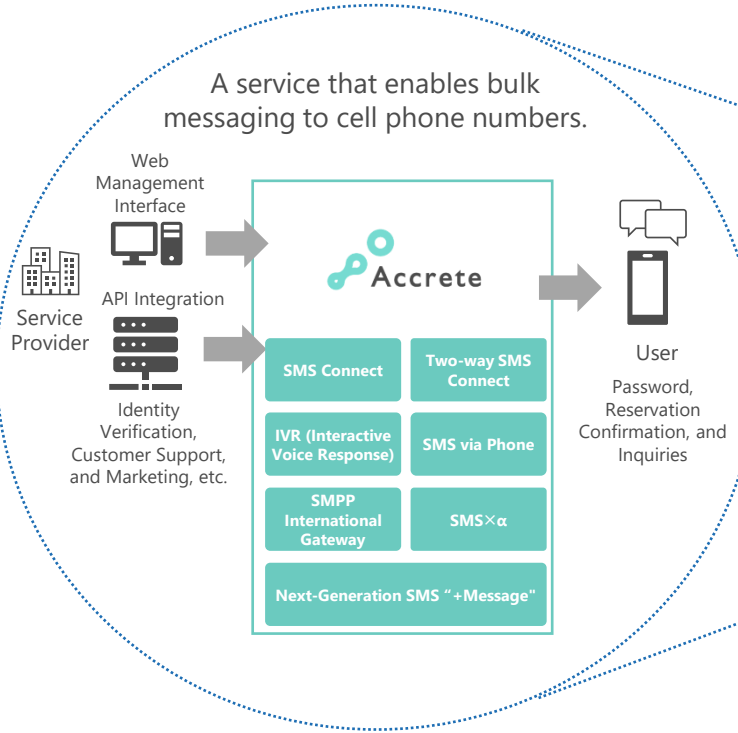 A service that enables bulk
messaging to cell phone numbers.
Web
Management
Interface
API Integration
Service
Provider
Identity
Verification,
Customer Support,
and Marketing, etc.
Accrete
SMS Connect
Two-way SMS
Connect
IVR (Interactive
Voice Response)
SMS via Phone
SMPP
International
Gateway
SMS×α
Next-Generation SMS “+Message"
User
Password,
Reservation
Confirmation, and
Inquiries